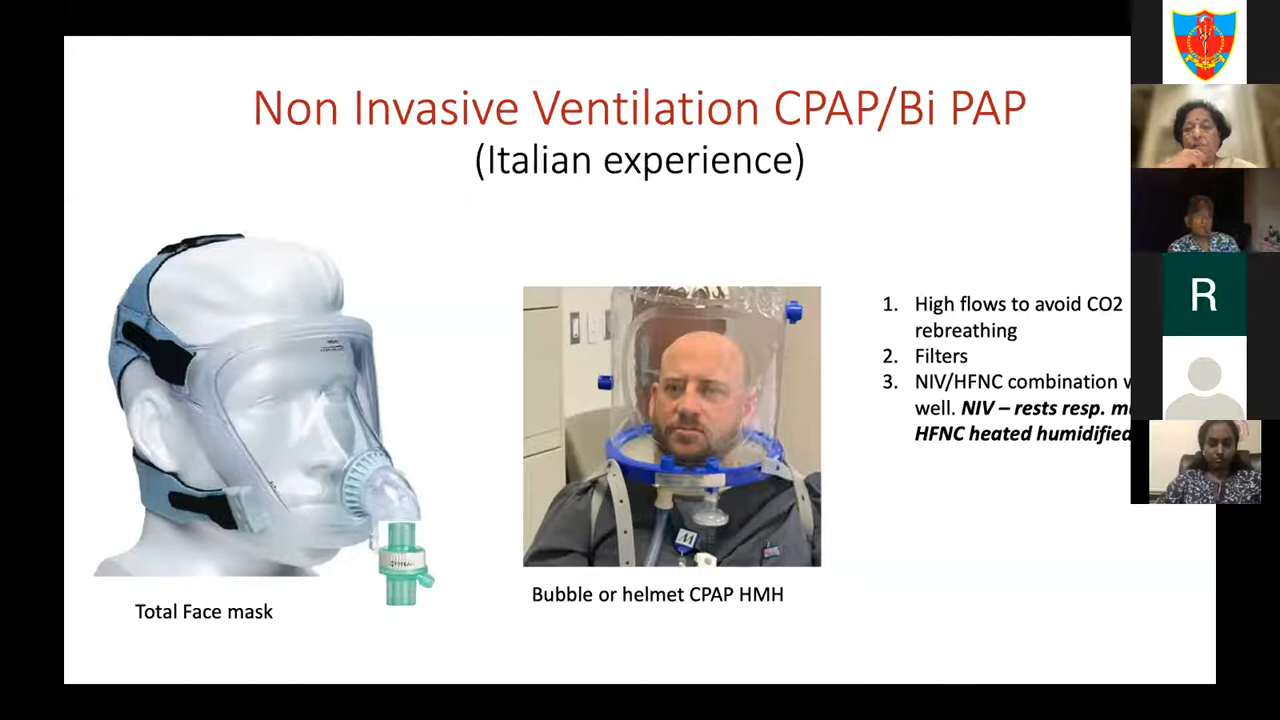 Non Invasive Ventilation CPAP/Bi PAP
(Italian experience)
1. High flows to avoid CO2
rebreathing
2. Filters
3. NIV/HFNC combination
well. NIV – rests resp.
HFNC heated humidified
Total Face mask
Bubble or helmet CPAP HMH
R
W